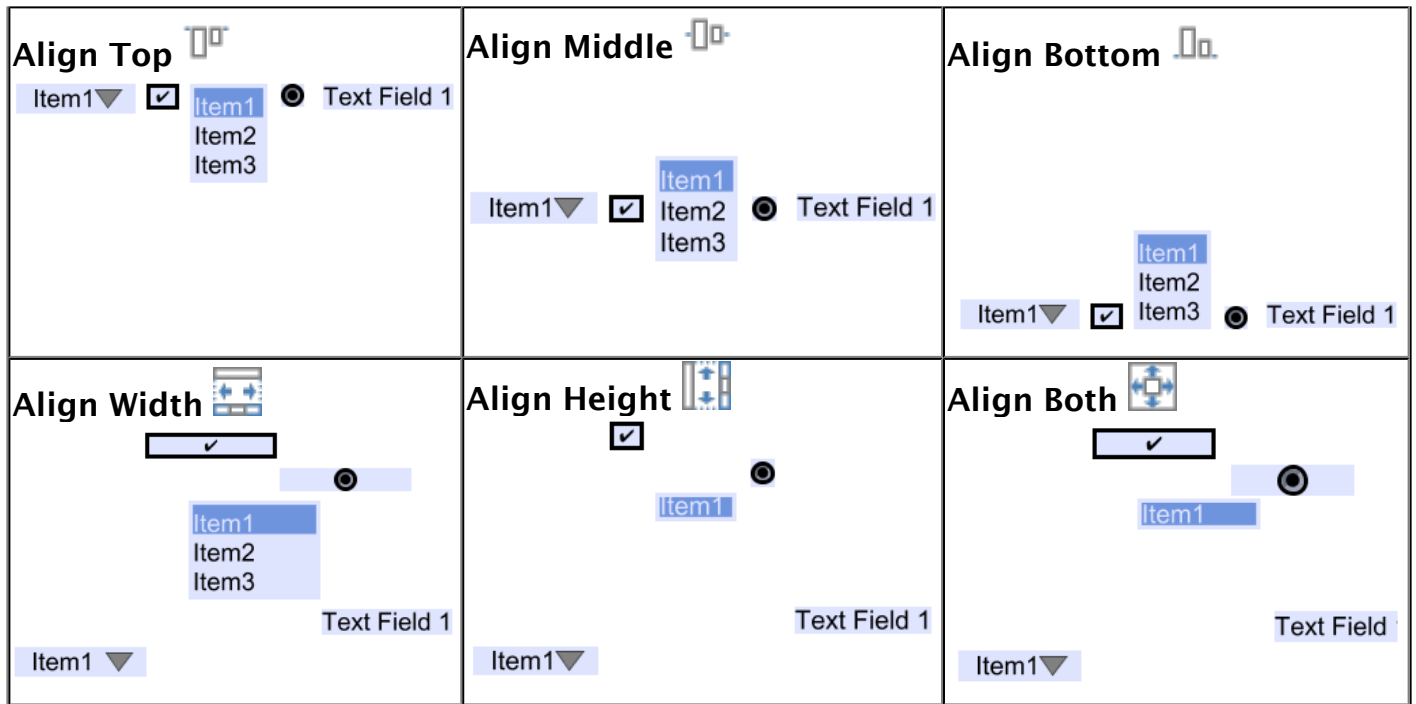 Align Top
Item1 ✔ Item1 Text Field 1
Item2
Item3
Align Middle
Item1
Item1 ✔ Item2 Text Field 1
Item3
Align Bottom
Item1
Item2
Item1 ✔ Item3 Text Field 1
Align Width
✔
Item1
Item2
Item3
Text Field 1
Item1
Align Height
✔
Item1
Text Field 1
Item1
Align Both
✔
Item1
Text Field
Item1